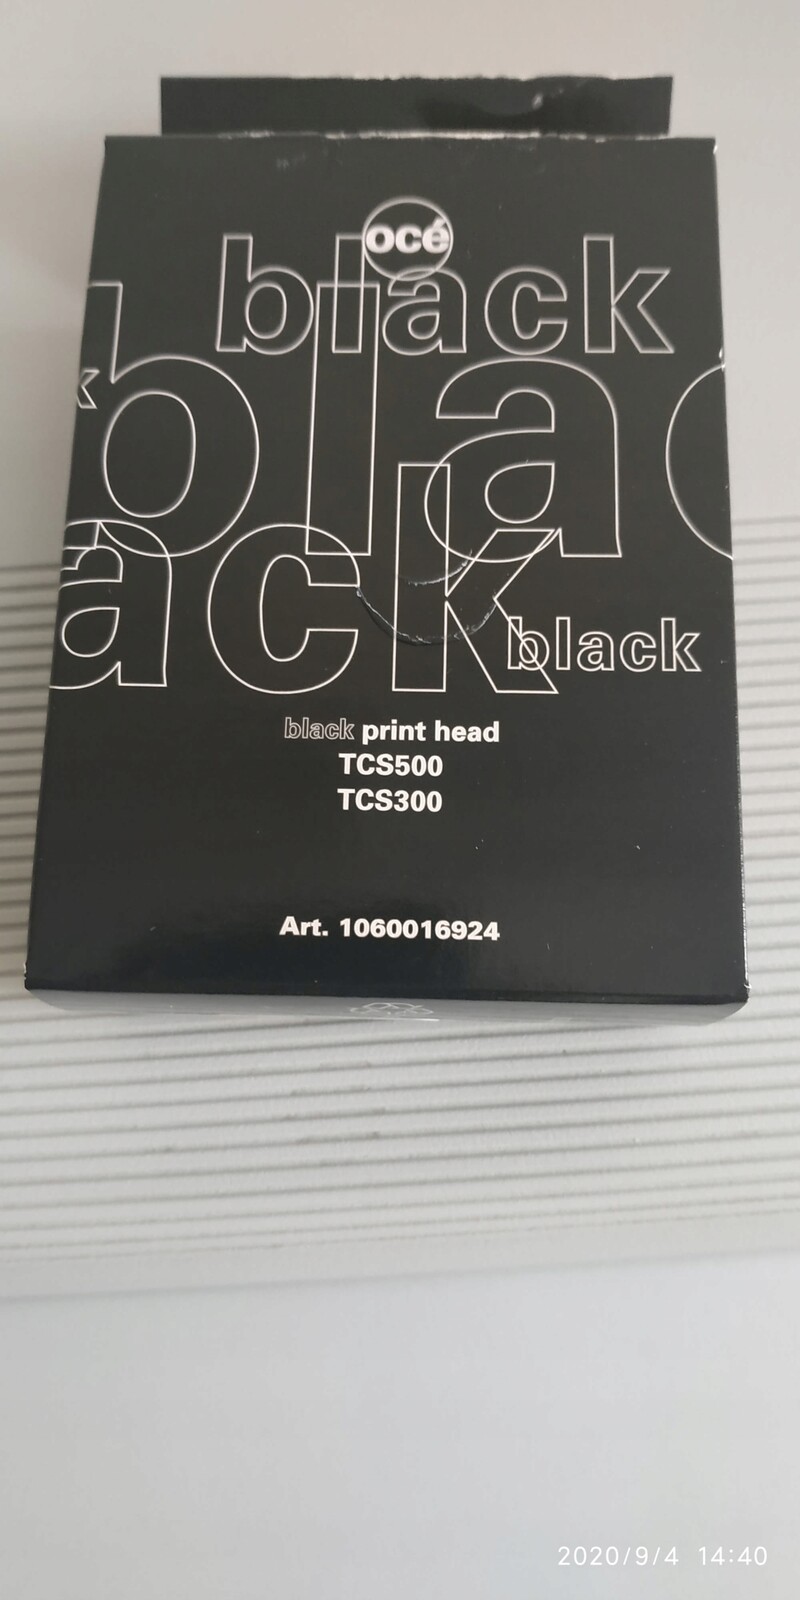 océ
black
k
blac
ack
black
black print head
TCS500
TCS300
Art. 1060016924
2020/9/4 14:40